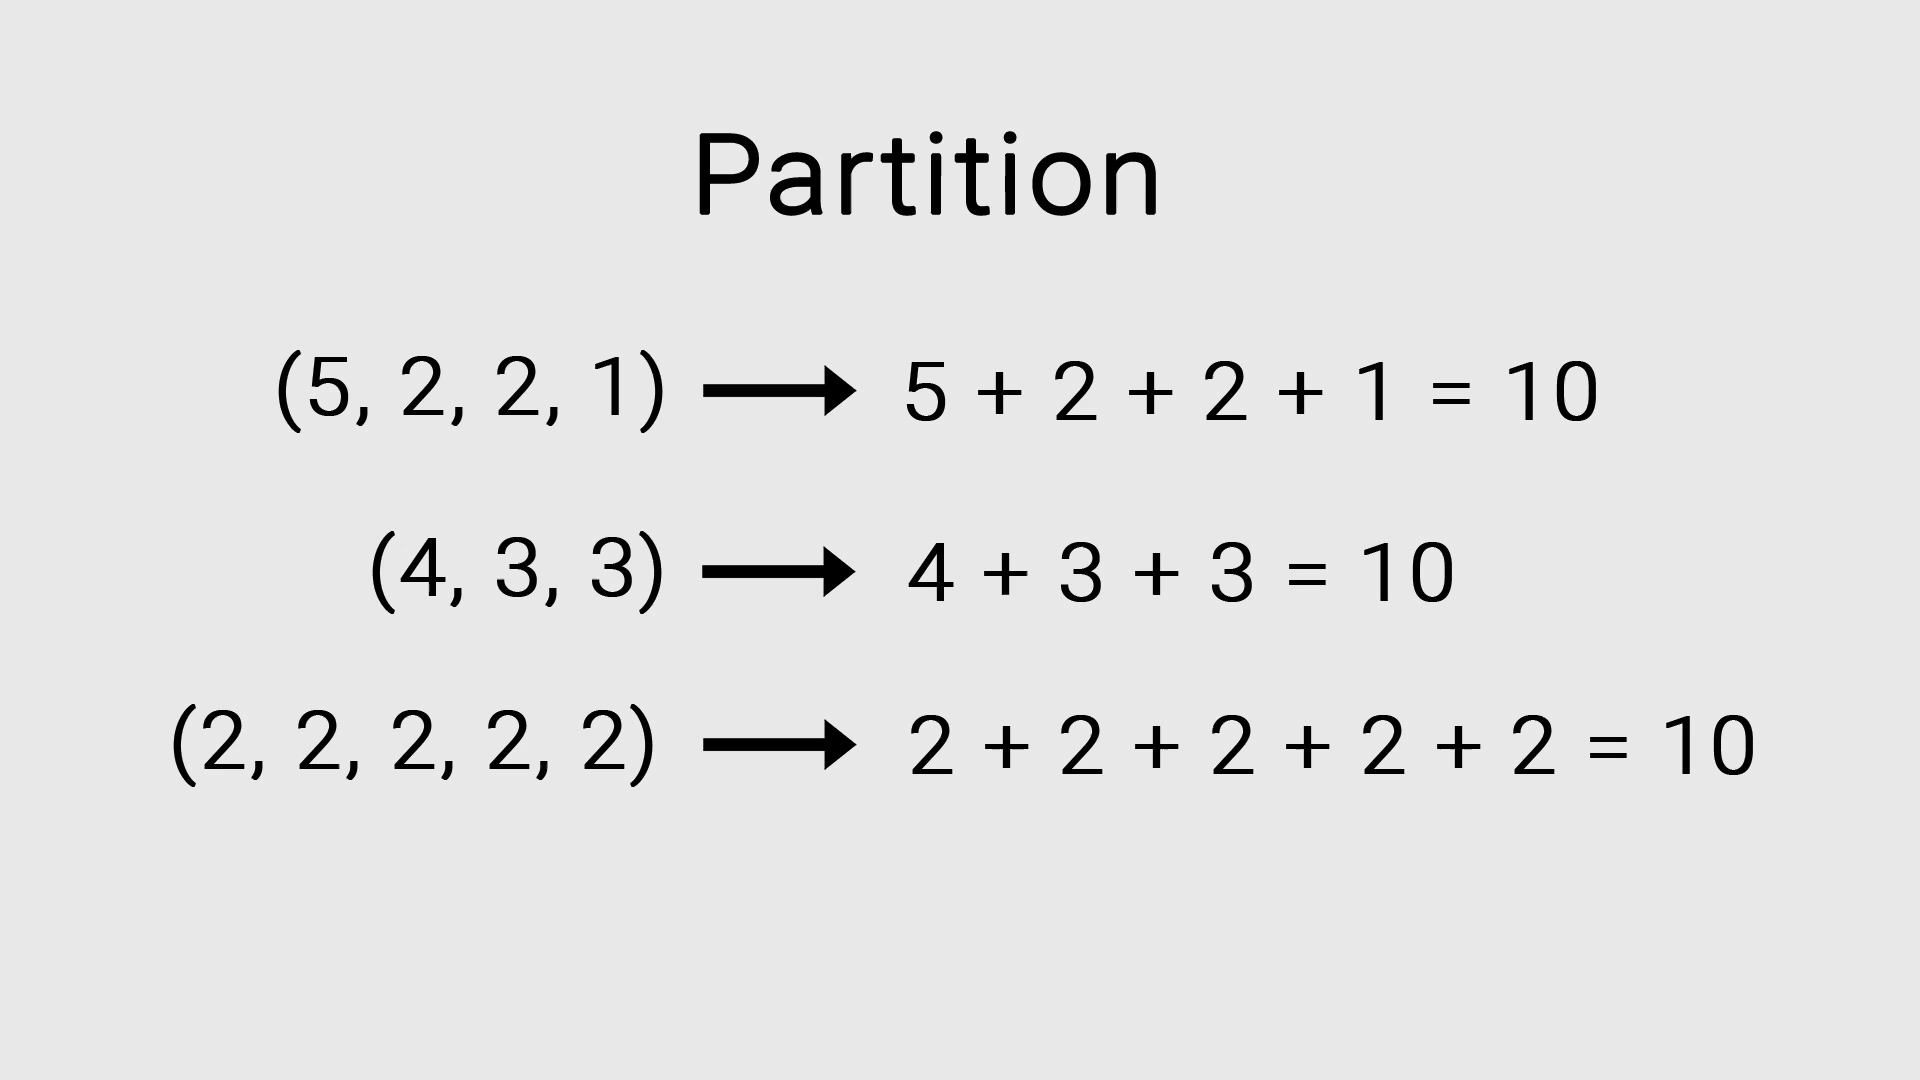 Partition
(5, 2, 2, 1) → 5 + 2 + 2 + 1 = 10
(4, 3, 3) → 4 + 3 + 3 = 10
(2, 2, 2, 2, 2) → 2 + 2 + 2 + 2 + 2 = 10